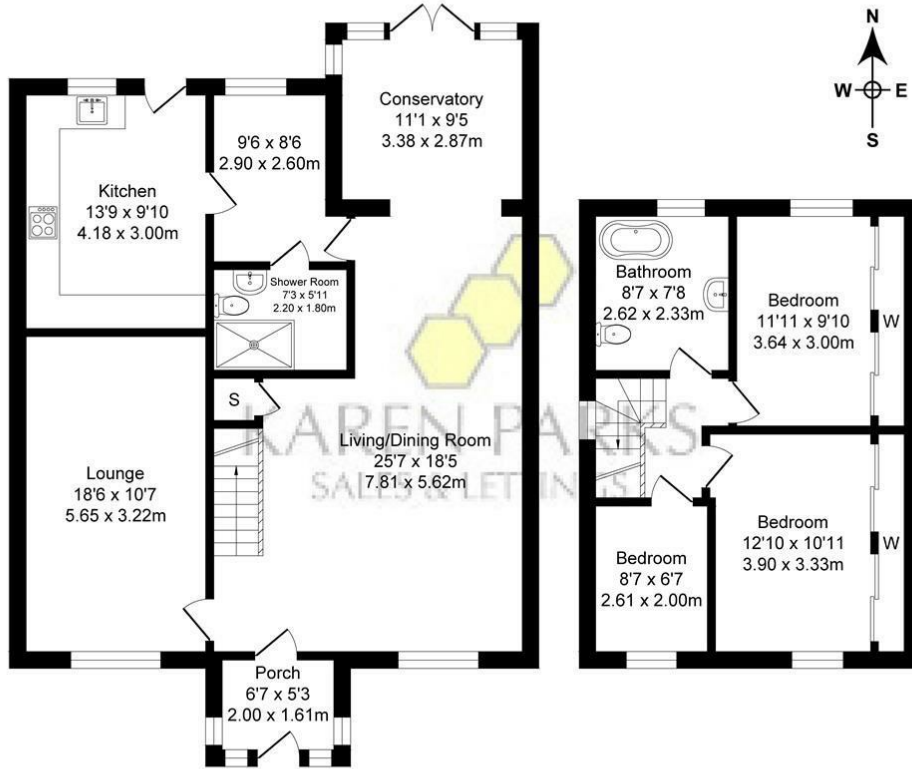 N
W E
S
Conservatory
11'1 x 9'5
3.38 x 2.87m
9'6 x 8'6
2.90 x 2.60m
Kitchen
13'9 x 9'10
4.18 x 3.00m
Shower Room
7'3 x 5'11
2.20 x 1.80m
S
Living/Dining Room
25'7 x 18'5
7.81 x 5.62m
Lounge
18'6 x 10'7
5.65 x 3.22m
Porch
6'7 x 5'3
2.00 x 1.61m
KAREN PARKS
SALES & LETTINGS
Bathroom
8'7 x 7'8
2.62 x 2.33m
Bedroom
11'11 x 9'10
3.64 x 3.00m
W
Bedroom
12'10 x 10'11
3.90 x 3.33m
W
Bedroom
8'7 x 6'7
2.61 x 2.00m